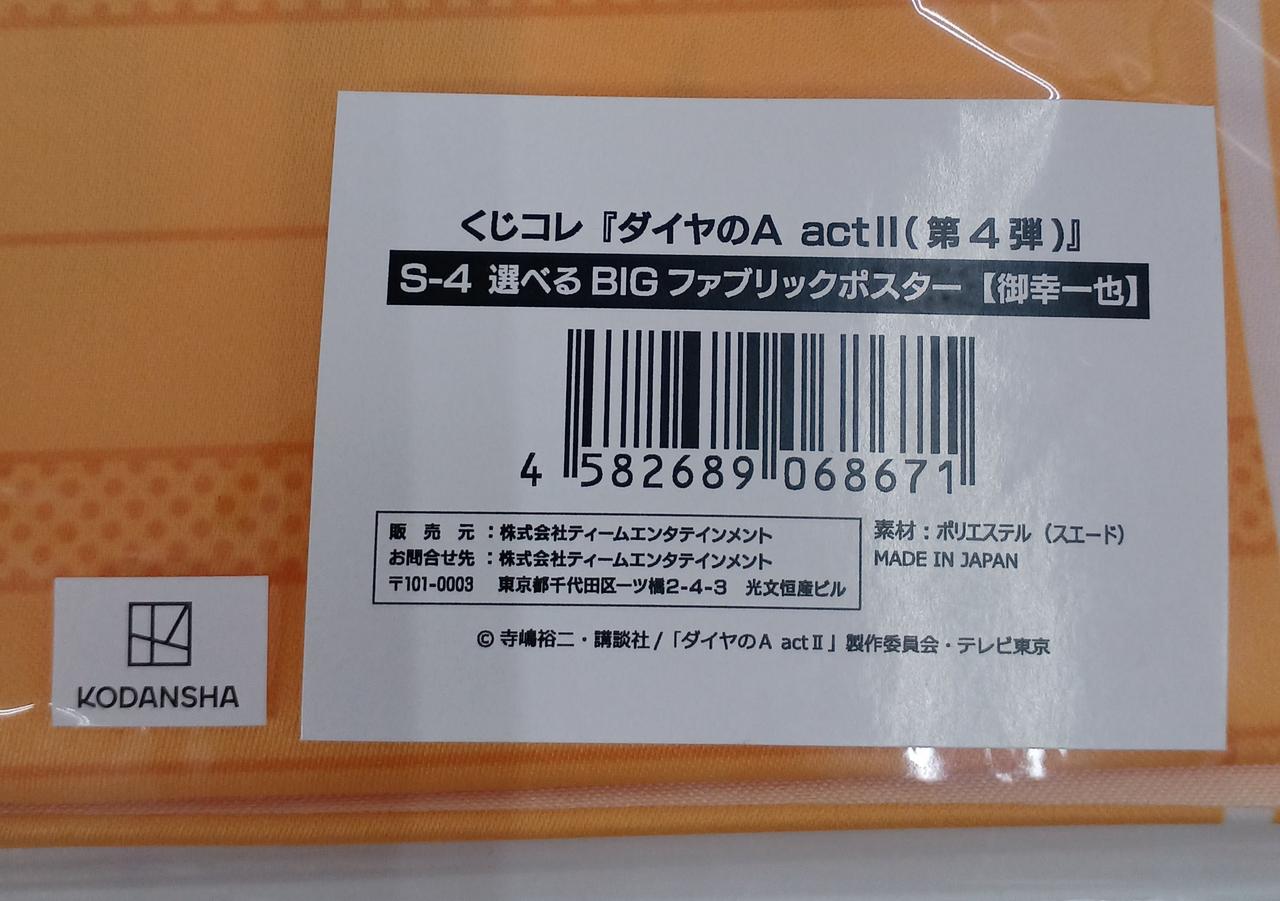 くじコレ『ダイヤのA actII(第4弾)』
S-4 選べるBIGファブリックポスター【御幸一也】
4 582689 068671
販売元：株式会社ティームエンタテインメント
お問合せ先：株式会社ティームエンタテインメント
〒101-0003 東京都千代田区一ツ橋2-4-3 光文恒産ビル
素材：ポリエステル（スエード）
MADE IN JAPAN
© 寺嶋裕二・講談社/「ダイヤのA actⅡ」製作委員会・テレビ東京
KODANSHA